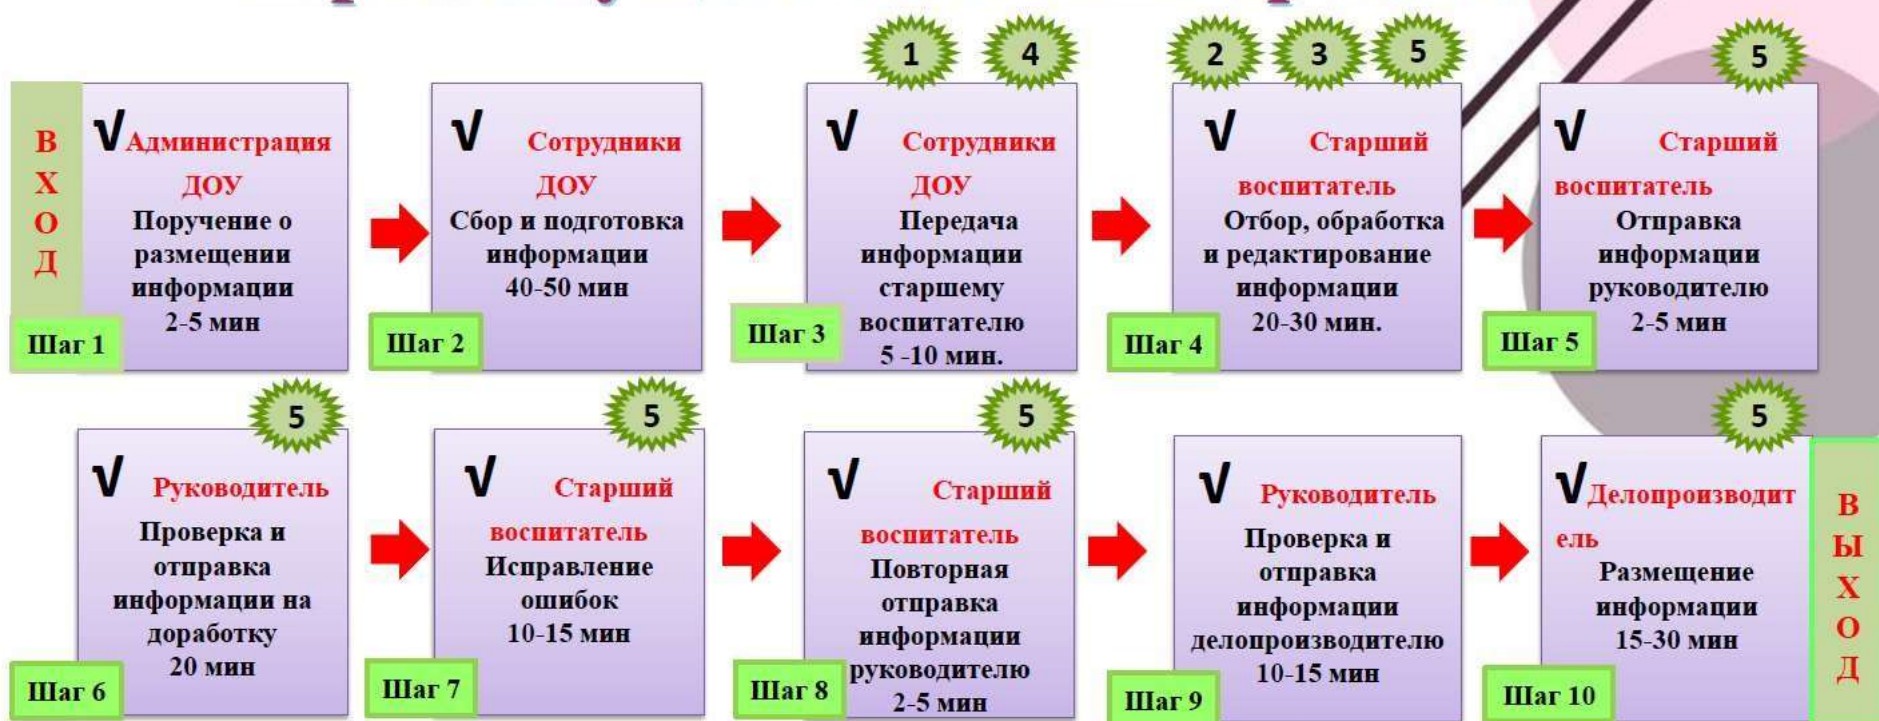 1
4
2
3
5
5
В
Х
О
Д
√ Администрация
ДОУ
Поручение о
размещении
информации
2-5 мин
Шаг 1
√ Сотрудники
ДОУ
Сбор и подготовка
информации
40-50 мин
Шаг 2
√ Сотрудники
ДОУ
Передача
информации
старшему
воспитателю
5 -10 мин.
Шаг 3
√ Старший
воспитатель
Отбор, обработка
и редактирование
информации
20-30 мин.
Шаг 4
√ Старший
воспитатель
Отправка
информации
руководителю
2-5 мин
Шаг 5
5
5
5
5
√ Руководитель
Проверка и
отправка
информации на
доработку
20 мин
Шаг 6
√ Старший
воспитатель
Исправление
ошибок
10-15 мин
Шаг 7
√ Старший
воспитатель
Повторная
отправка
информации
руководителю
2-5 мин
Шаг 8
√ Руководитель
Проверка и
отправка
информации
делопроизводителю
10-15 мин
Шаг 9
√ Делопроизводит
ель
Размещение
информации
15-30 мин
Шаг 10
В
Ы
Х
О
Д